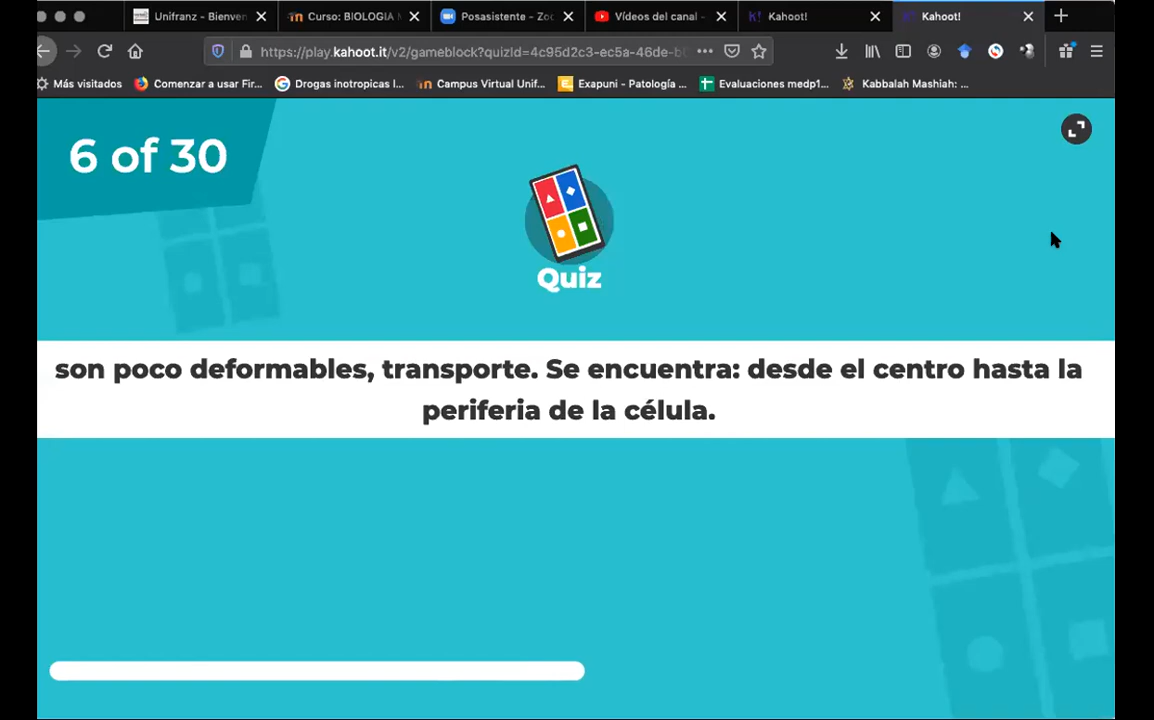 Unifranz - Bienven
Curso: BIOLOGIA M
Posasistente - Zoo
Vídeos del canal -
Kahoot!
Kahoot!
https://play.kahoot.it/v2/gameblock?quizId=4c95d2c3-ec5a-46de-b
Más visitados
Comenzar a usar Fir...
Drogas inotropicas l...
Campus Virtual Unif...
Exapuni - Patología ...
Evaluaciones medp1...
Kabbalah Mashiah: ...
6 of 30
Quiz
son poco deformables, transporte. Se encuentra: desde el centro hasta la
periferia de la célula.